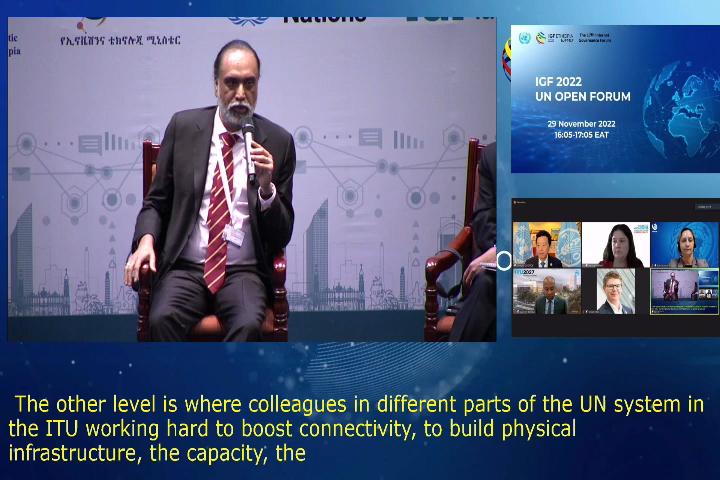 Nations
tic
pia
የኢኖቬሽንና ቴክኖሎጂ ሚኒስቴር
IGF 2022
UN OPEN FORUM
29 November 2022
16:05-17:05 EAT
The other level is where colleagues in different parts of the UN system in
the ITU working hard to boost connectivity, to build physical
infrastructure, the capacity, the